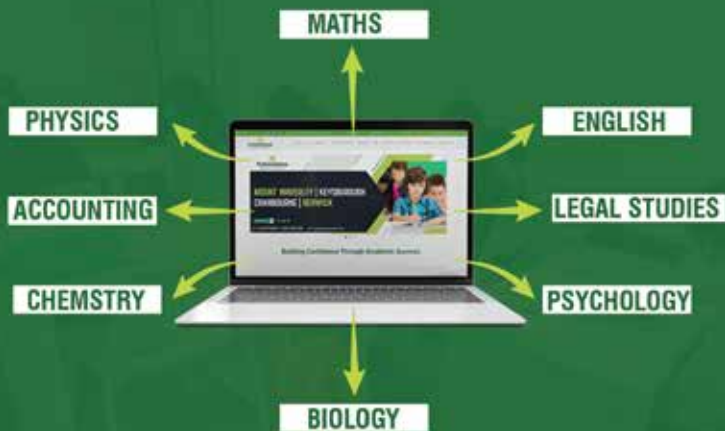 MATHS
PHYSICS
ENGLISH
MOUNT WAVERLEY | KEYSBOROUGH
CRANBOURNE | BERWICK
ACCOUNTING
LEGAL STUDIES
Building Confidence Through Academic Success
CHEMSTRY
PSYCHOLOGY
BIOLOGY